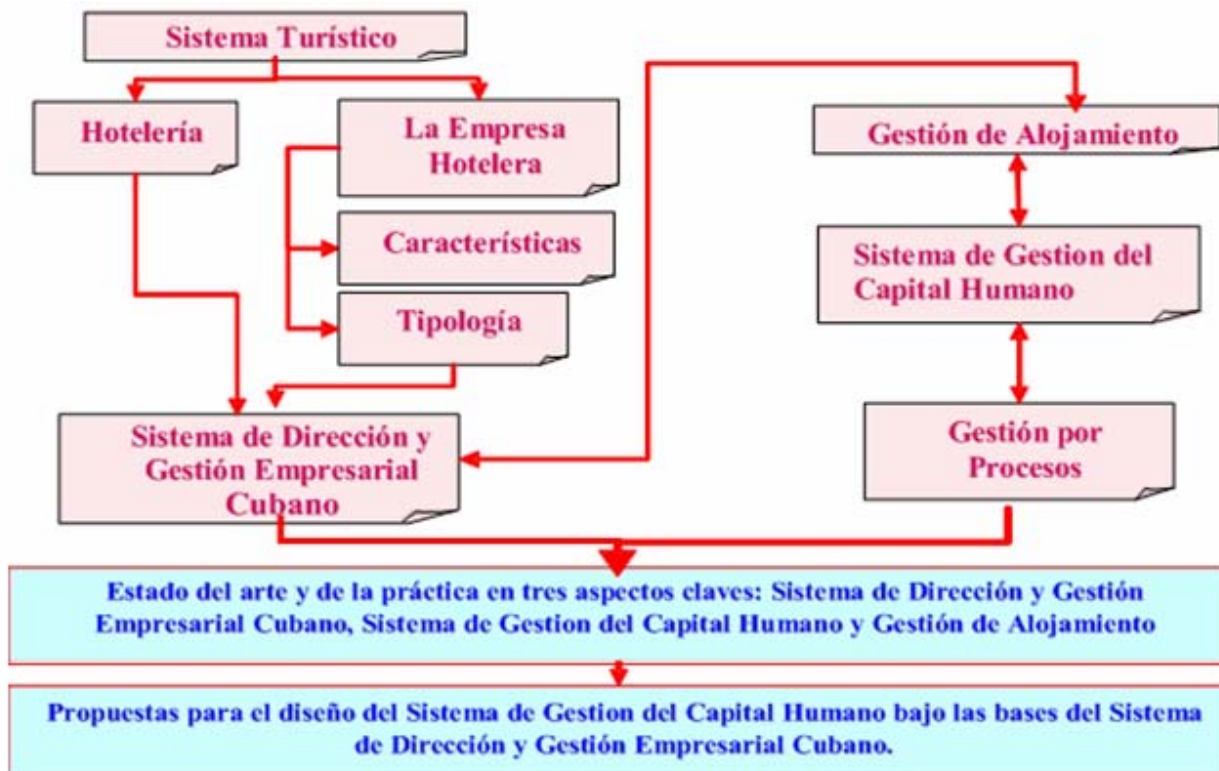 Sistema Turístico
Hotelería
La Empresa
Hotelera
Características
Tipología
Sistema de Dirección y
Gestión Empresarial
Cubano
Gestión de Alojamiento
Sistema de Gestion del
Capital Humano
Gestión por
Procesos
Estado del arte y de la práctica en tres aspectos claves: Sistema de Dirección y Gestión
Empresarial Cubano, Sistema de Gestion del Capital Humano y Gestión de Alojamiento
Propuestas para el diseño del Sistema de Gestion del Capital Humano bajo las bases del Sistema
de Dirección y Gestión Empresarial Cubano.